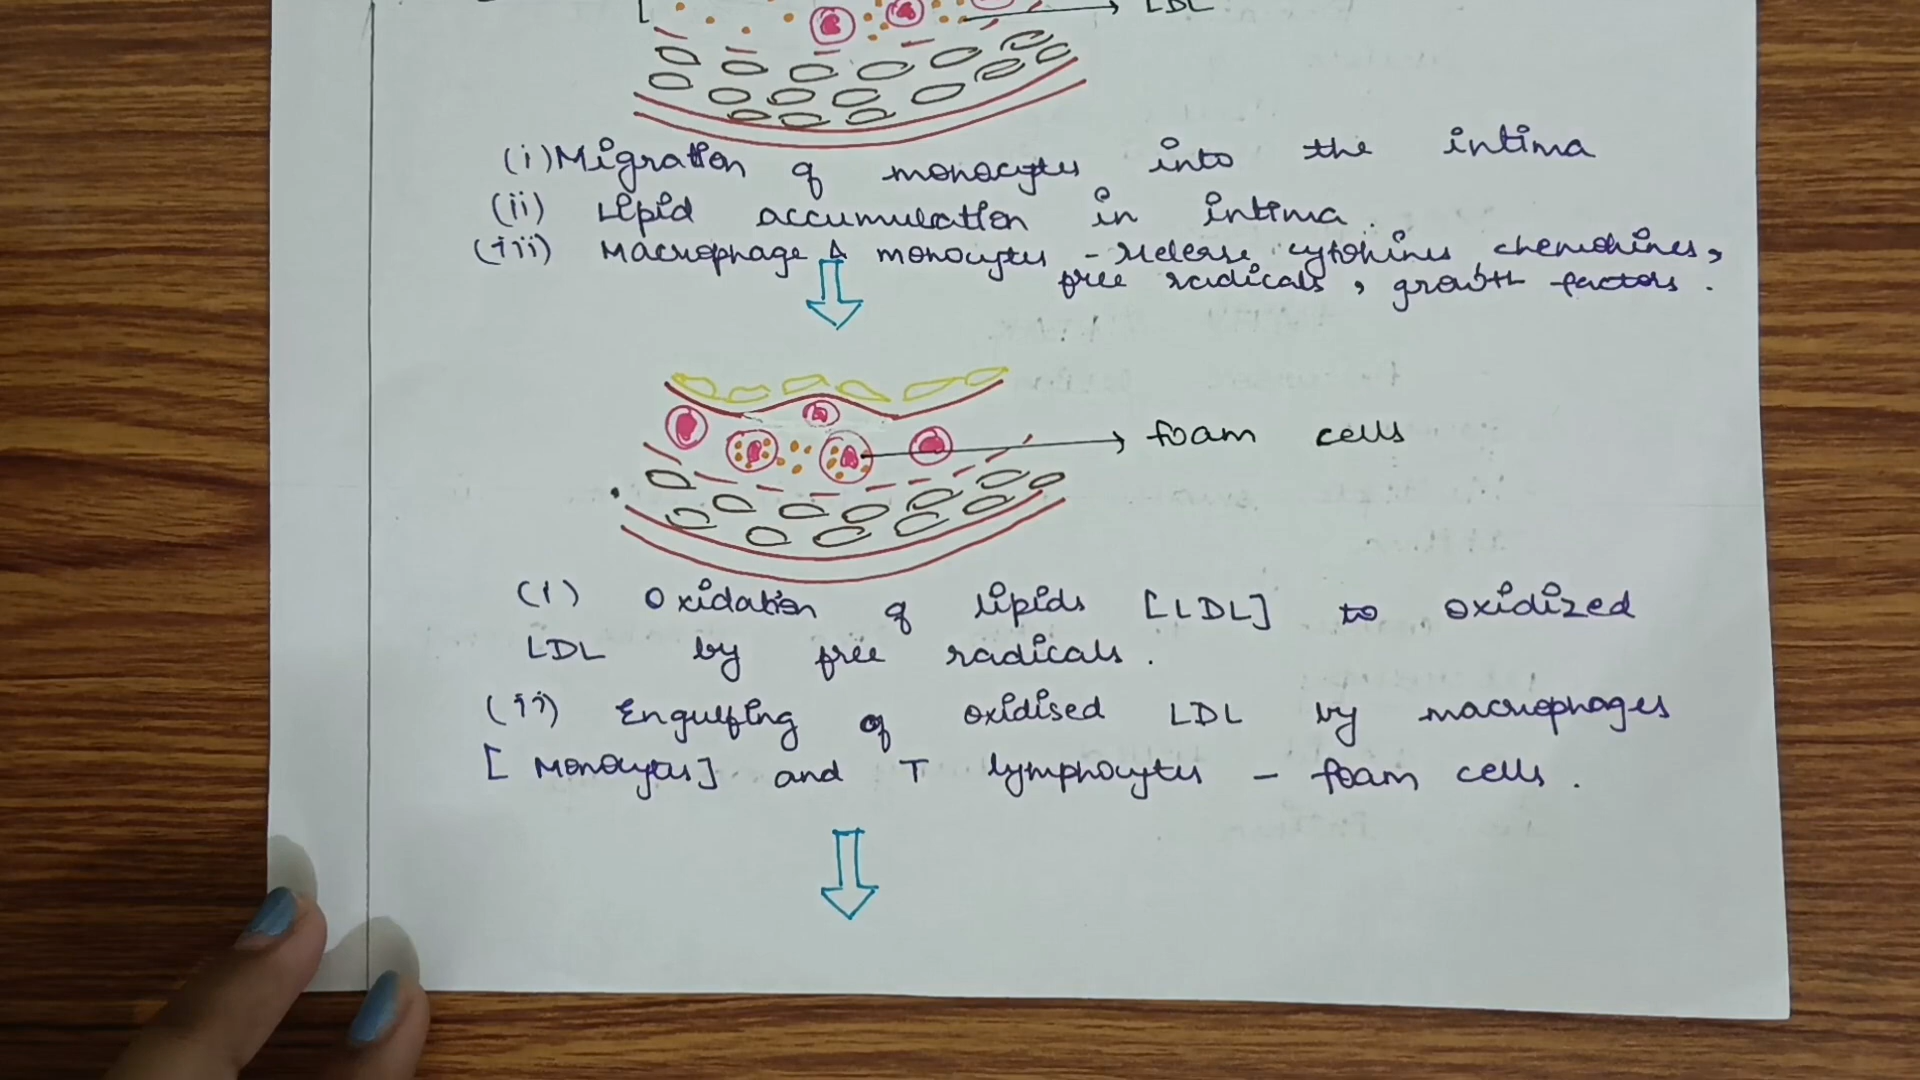 LDL
(i) Migration of monocytes into the intima
(ii) Lipid accumulation in intima.
(iii) Macrophage & monocytes - release cytokines, chemokines,
free radicals, growth factors.
foam cells
(i) Oxidation of lipids [LDL] to oxidized
LDL by free radicals.
(ii) Engulfing of oxidised LDL by macrophages
[Monocytes] and T lymphocytes - foam cells.